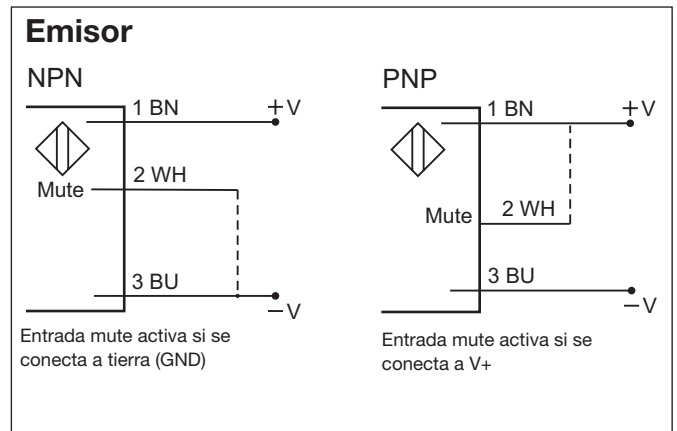 Emisor
NPN
1 BN
+V
2 WH
Mute
3 BU
−V
Entrada mute activa si se
conecta a tierra (GND)
PNP
1 BN
+V
Mute
2 WH
3 BU
−V
Entrada mute activa si se
conecta a V+